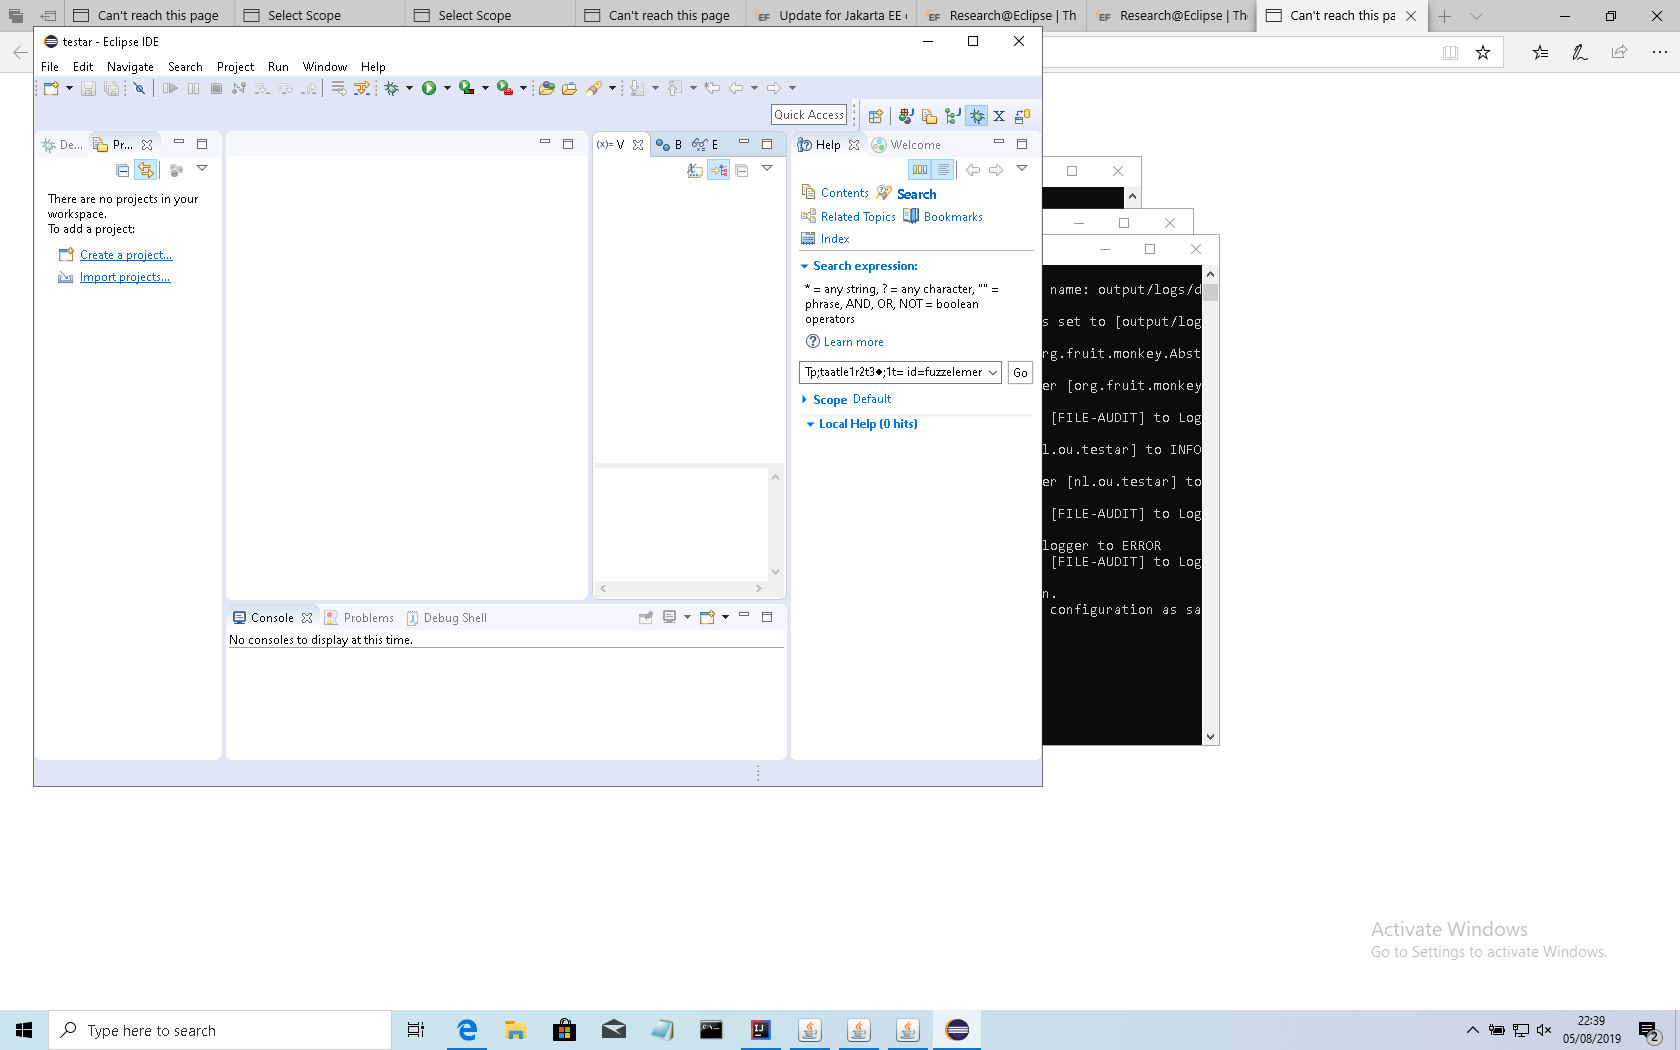 Can't reach this page
Select Scope
Select Scope
Can't reach this page
Update for Jakarta EE
Research@Eclipse | Th
Research@Eclipse | Th
Can't reach this pa
testar - Eclipse IDE
File Edit Navigate Search Project Run Window Help
Quick Access
De...
Pr...
(x)= V
B
E
Help
Welcome
There are no projects in your
workspace.
To add a project:
Create a project...
Import projects...
Contents
Search
Related Topics
Bookmarks
Index
Search expression:
* = any string, ? = any character, "" =
phrase, AND, OR, NOT = boolean
operators
Learn more
Tp;taatle1r2t3◆;1t= id=fuzzelemer
Go
Scope Default
Local Help (0 hits)
Console
Problems
Debug Shell
No consoles to display at this time.
name: output/logs/d
s set to [output/log
rg.fruit.monkey.Abst
er [org.fruit.monkey
[FILE-AUDIT] to Log
l.ou.testar] to INFO
er [nl.ou.testar] to
[FILE-AUDIT] to Log
logger to ERROR
[FILE-AUDIT] to Log
n.
configuration as sa
Activate Windows
Go to Settings to activate Windows.
Type here to search
22:39
05/08/2019
2